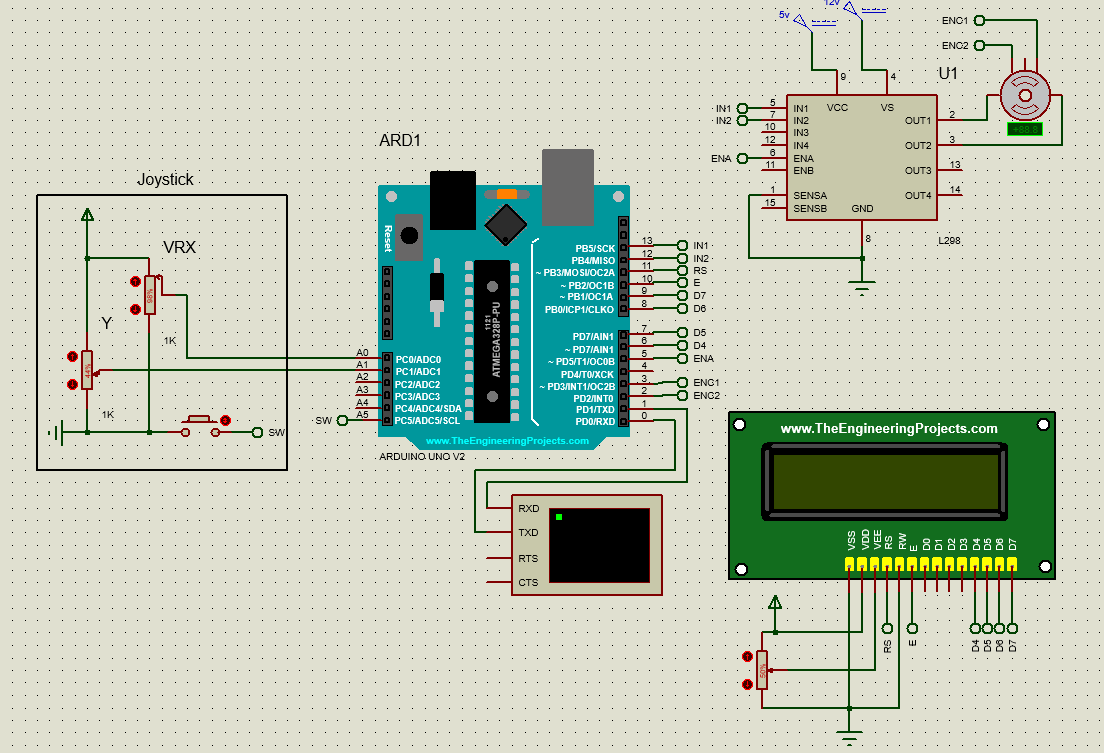 5v
12v
ENC1
ENC2
U1
9
4
VCC
VS
IN1
5
IN1
IN2
7
IN2
10
IN3
12
IN4
ENA
6
ENA
11
ENB
1
SENSA
15
SENSB
GND
8
OUT1
2
OUT2
3
OUT3
13
OUT4
14
L298
ARD1
Joystick
VRX
98%
1K
Y
44%
1K
SW
Reset
1121
ATMEGA328P-PU
PB5/SCK
13
IN1
PB4/MISO
12
IN2
~ PB3/MOSI/OC2A
11
RS
~ PB2/OC1B
10
E
~ PB1/OC1A
9
D7
PB0/ICP1/CLKO
8
D6
PD7/AIN1
7
D5
~ PD7/AIN1
6
D4
~ PD5/T1/OC0B
5
ENA
PD4/T0/XCK
4
~ PD3/INT1/OC2B
3
ENC1
PD2/INT0
2
ENC2
PD1/TXD
1
PD0/RXD
0
A0
PC0/ADC0
A1
PC1/ADC1
A2
PC2/ADC2
A3
PC3/ADC3
A4
PC4/ADC4/SDA
SW
A5
PC5/ADC5/SCL
www.TheEngineeringProjects.com
ARDUINO UNO V2
RXD
TXD
RTS
CTS
www.TheEngineeringProjects.com
VSS
VDD
VEE
RS
RW
E
D0
D1
D2
D3
D4
D5
D6
D7
RS
E
D4
D5
D6
D7
50%